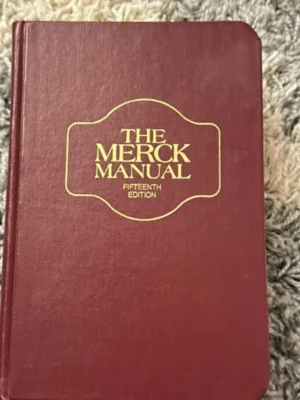 THE
MERCK
MANUAL
FIFTEENTH
EDITION